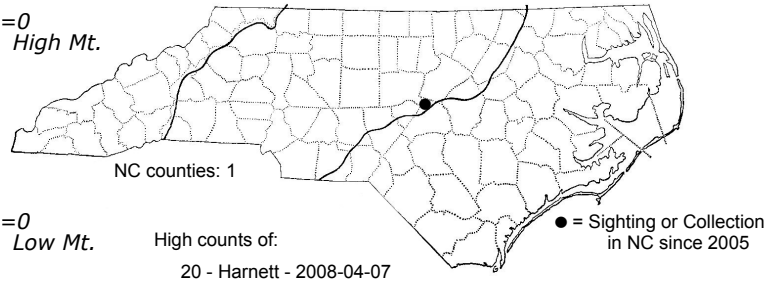 =0
High Mt.
NC counties: 1
=0
Low Mt.
High counts of:
20 - Harnett - 2008-04-07
● = Sighting or Collection
in NC since 2005